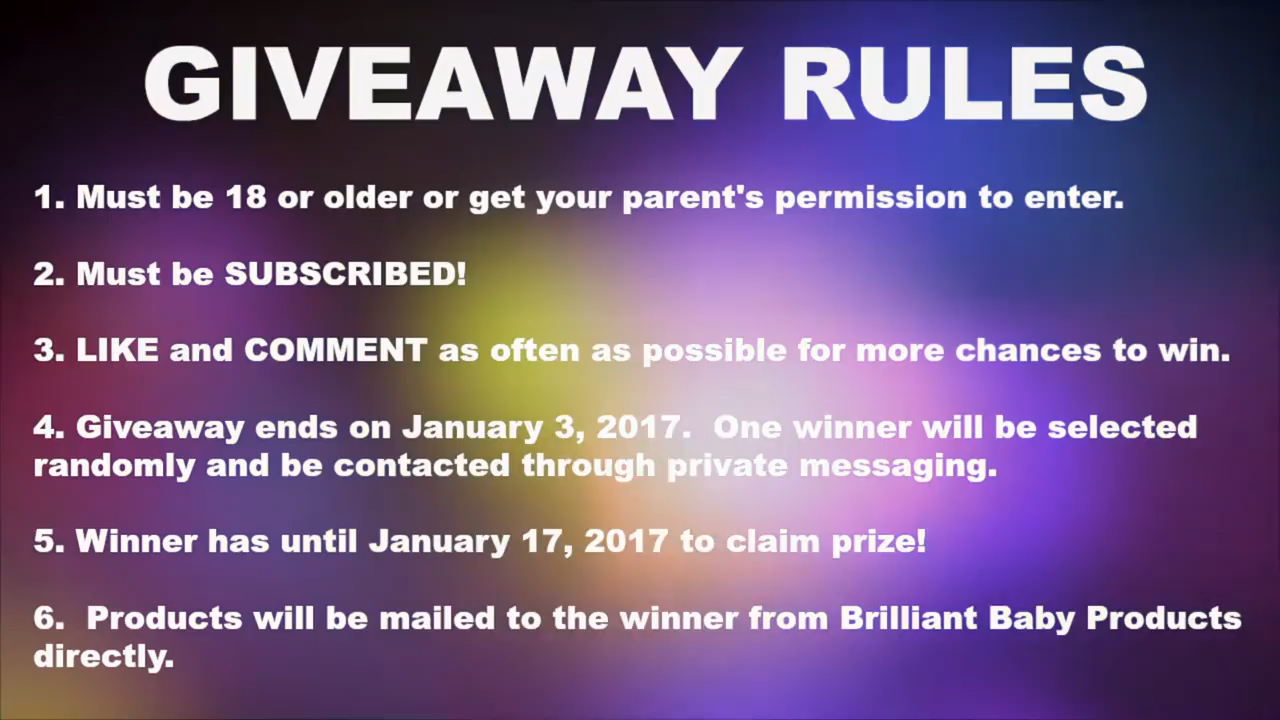 GIVEAWAY RULES
1. Must be 18 or older or get your parent's permission to enter.
2. Must be SUBSCRIBED!
3. LIKE and COMMENT as often as possible for more chances to win.
4. Giveaway ends on January 3, 2017.  One winner will be selected
randomly and be contacted through private messaging.
5. Winner has until January 17, 2017 to claim prize!
6.  Products will be mailed to the winner from Brilliant Baby Products
directly.